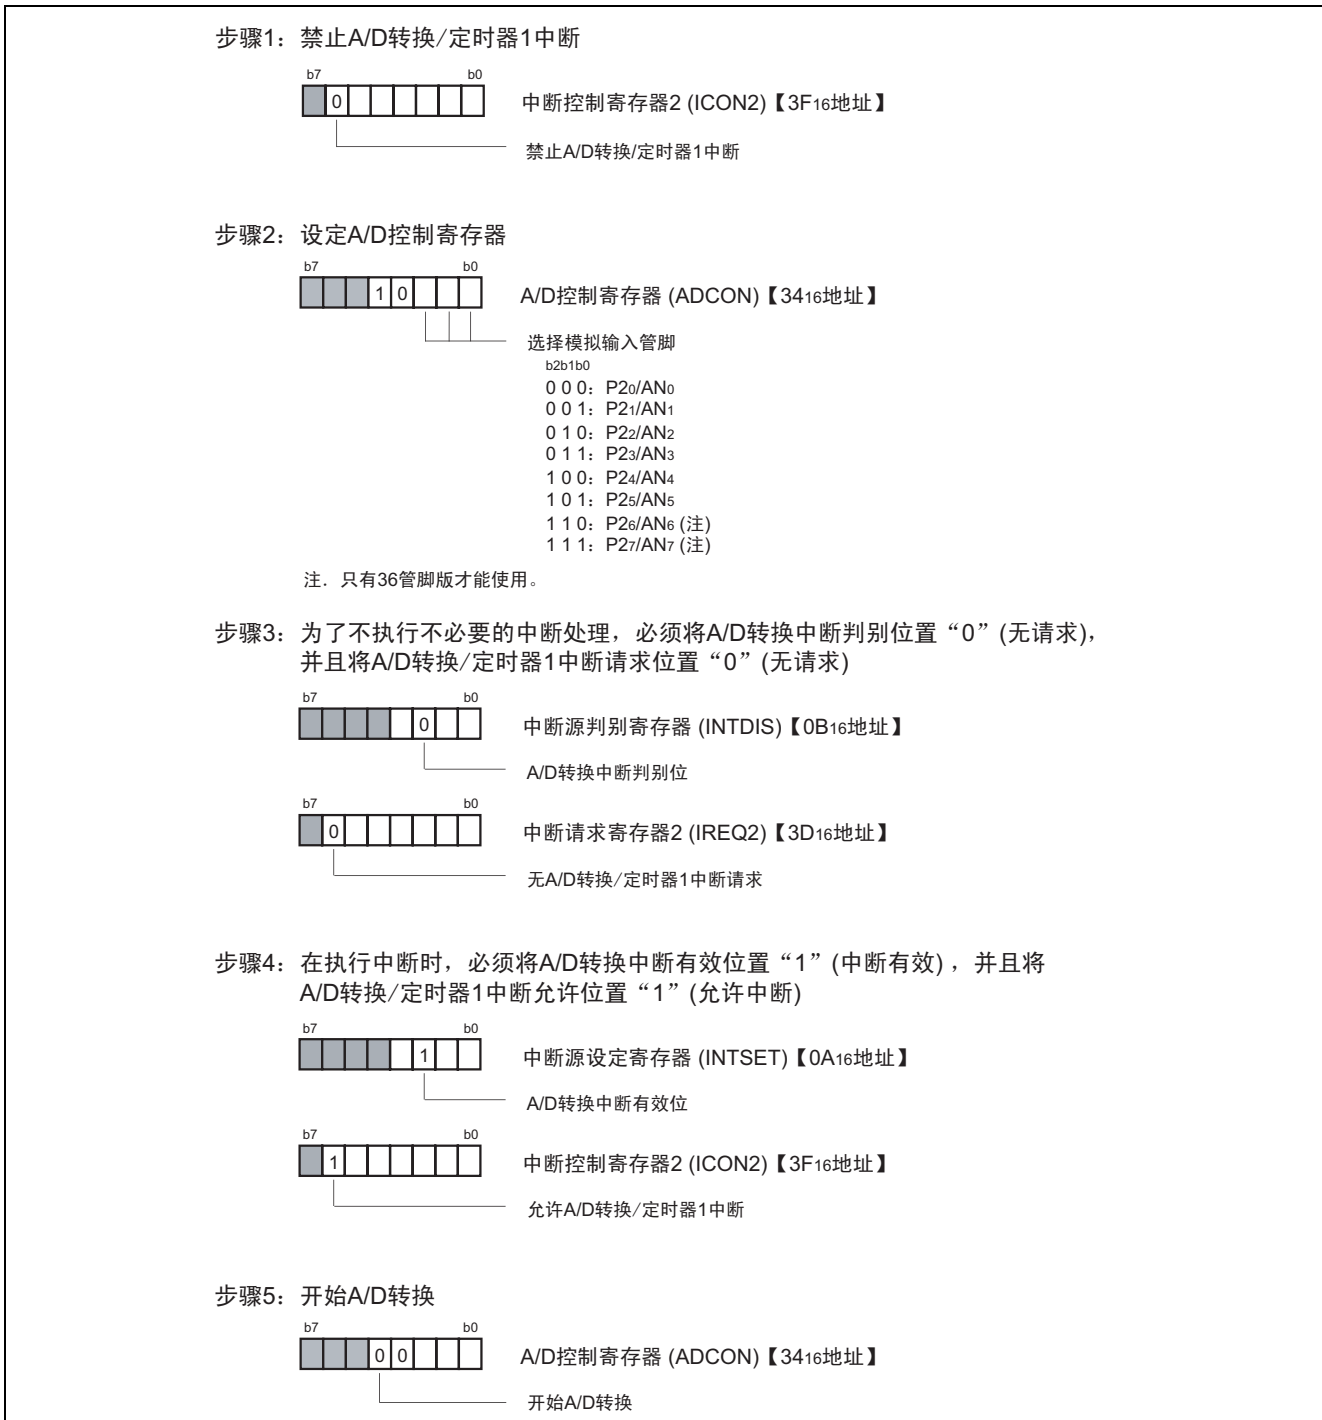 步骤1：禁止A/D转换/定时器1中断
b7 b0
0 中断控制寄存器2 (ICON2)【3F16地址】
禁止A/D转换/定时器1中断
步骤2：设定A/D控制寄存器
b7 b0
1 0 A/D控制寄存器 (ADCON)【3416地址】
选择模拟输入管脚
b2b1b0
0 0 0：P20/AN0
0 0 1：P21/AN1
0 1 0：P22/AN2
0 1 1：P23/AN3
1 0 0：P24/AN4
1 0 1：P25/AN5
1 1 0：P26/AN6 (注)
1 1 1：P27/AN7 (注)
注．只有36管脚版才能使用。
步骤3：为了不执行不必要的中断处理，必须将A/D转换中断判别位置“0”(无请求)，
并且将A/D转换/定时器1中断请求位置“0”(无请求)
b7 b0
0 中断源判别寄存器 (INTDIS)【0B16地址】
A/D转换中断判别位
b7 b0
0 中断请求寄存器2 (IREQ2)【3D16地址】
无A/D转换/定时器1中断请求
步骤4：在执行中断时，必须将A/D转换中断有效位置“1”(中断有效)，并且将
A/D转换/定时器1中断允许位置“1”(允许中断)
b7 b0
1 中断源设定寄存器 (INTSET)【0A16地址】
A/D转换中断有效位
b7 b0
1 中断控制寄存器2 (ICON2)【3F16地址】
允许A/D转换/定时器1中断
步骤5：开始A/D转换
b7 b0
0 0 A/D控制寄存器 (ADCON)【3416地址】
开始A/D转换